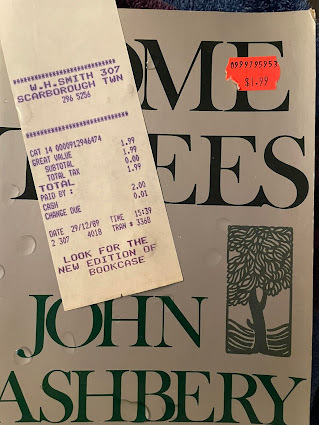 OME
0999795953
$1.99
W.H.SMITH 307
SCARBOROUGH TWN
296 5256
CAT 14 0000912946474 1.99
GREAT VALUE
SUBTOTAL 1.99
TOTAL TAX 0.00
TOTAL 1.99
PAID BY :
CASH 2.00
CHANGE DUE 0.01
DATE 29/12/89 TIME 15:39
2 307 4018 TRAN # 3368
LOOK FOR THE
NEW EDITION OF
BOOKCASE
T EES
JOHN
ASHBERY